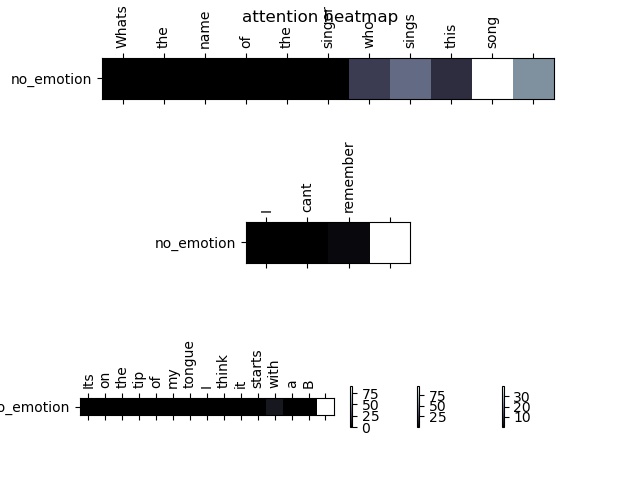 attention heatmap
Whats the name of the singer who sings this song
no_emotion
I cant remember
no_emotion
Its on the tip of my tongue I think it starts with a B
o_emotion
75 50 25 0
75 50 25
30 20 10